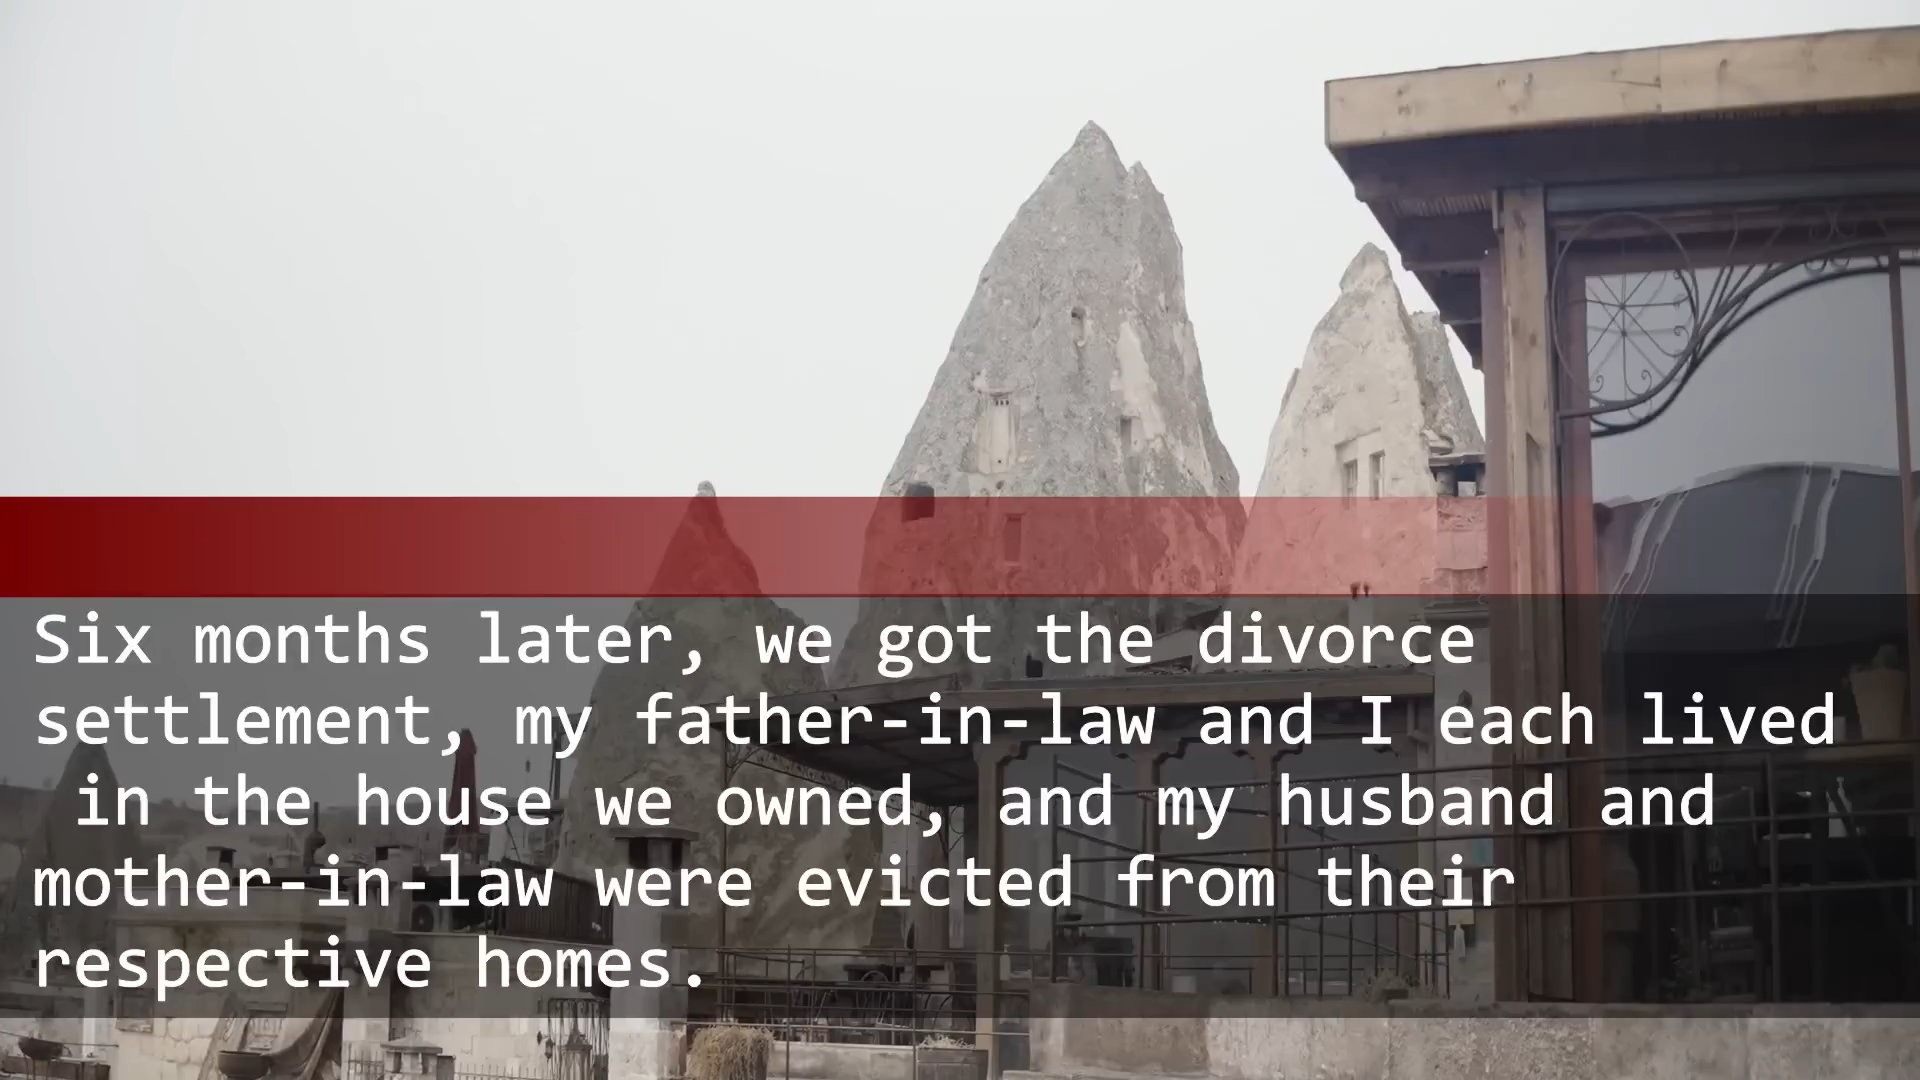 Six months later, we got the divorce
settlement, my father-in-law and I each lived
in the house we owned, and my husband and
mother-in-law were evicted from their
respective homes.